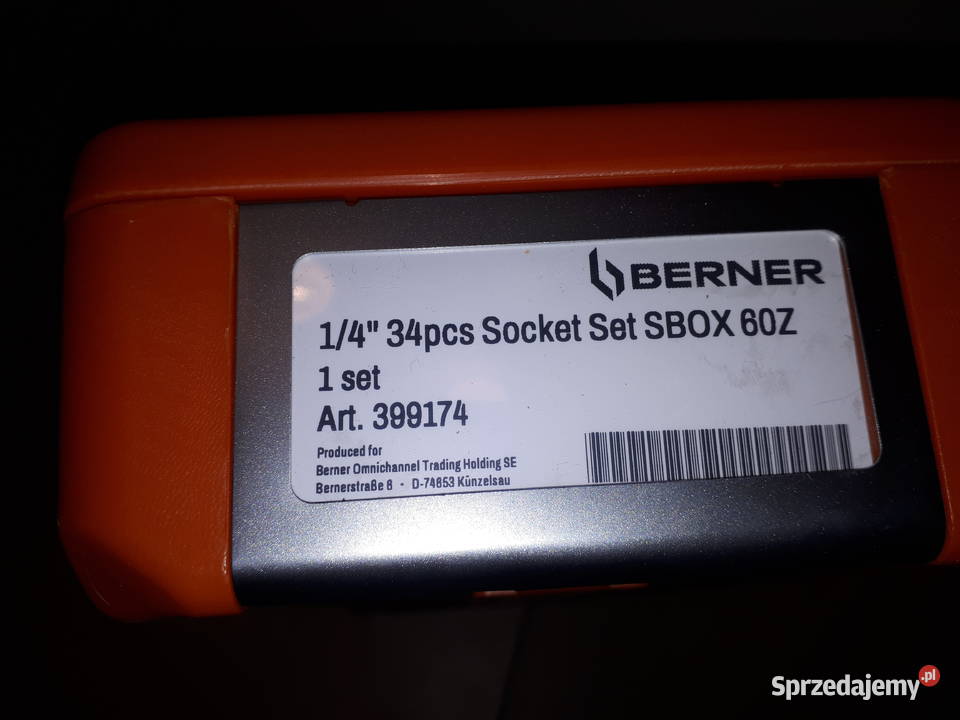 BERNER
1/4" 34pcs Socket Set SBOX 60Z
1 set
Art. 399174
Produced for
Berner Omnichannel Trading Holding SE
Bernerstraße 6 · D-74653 Künzelsau
Sprzedajemy.pl